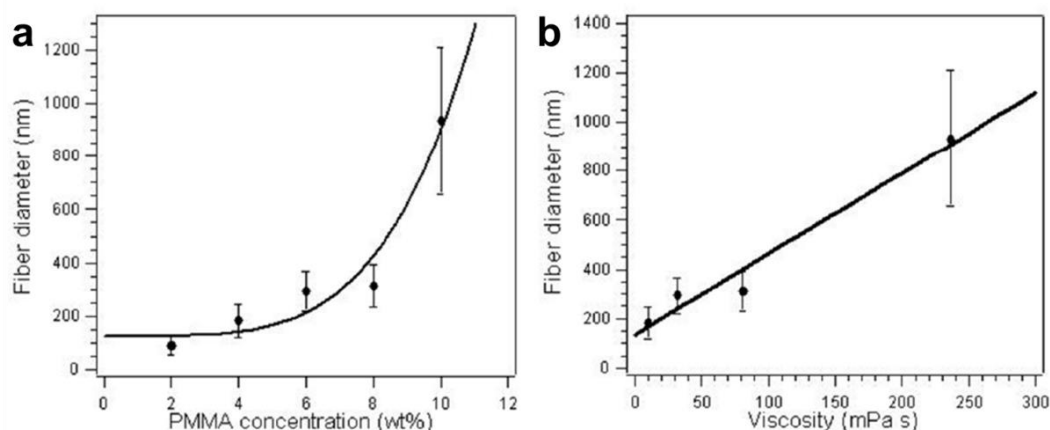 a
Fiber diameter (nm)
1200
1000
800
600
400
200
0
0 2 4 6 8 10 12
PMMA concentration (wt%)
b
Fiber diameter (nm)
1400
1200
1000
800
600
400
200
0
0 50 100 150 200 250 300
Viscosity (mPa s)